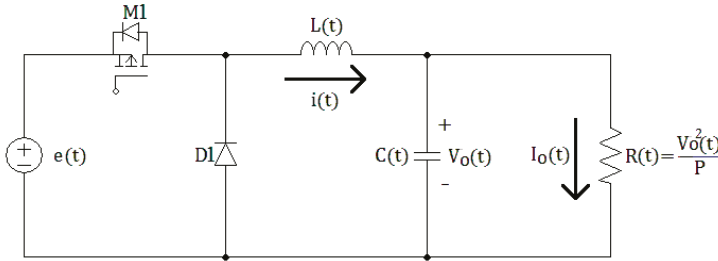 M1
L(t)
i(t)
e(t)
D1
C(t)
+
Vo(t)
-
Io(t)
R(t)=Vo²(t)/P